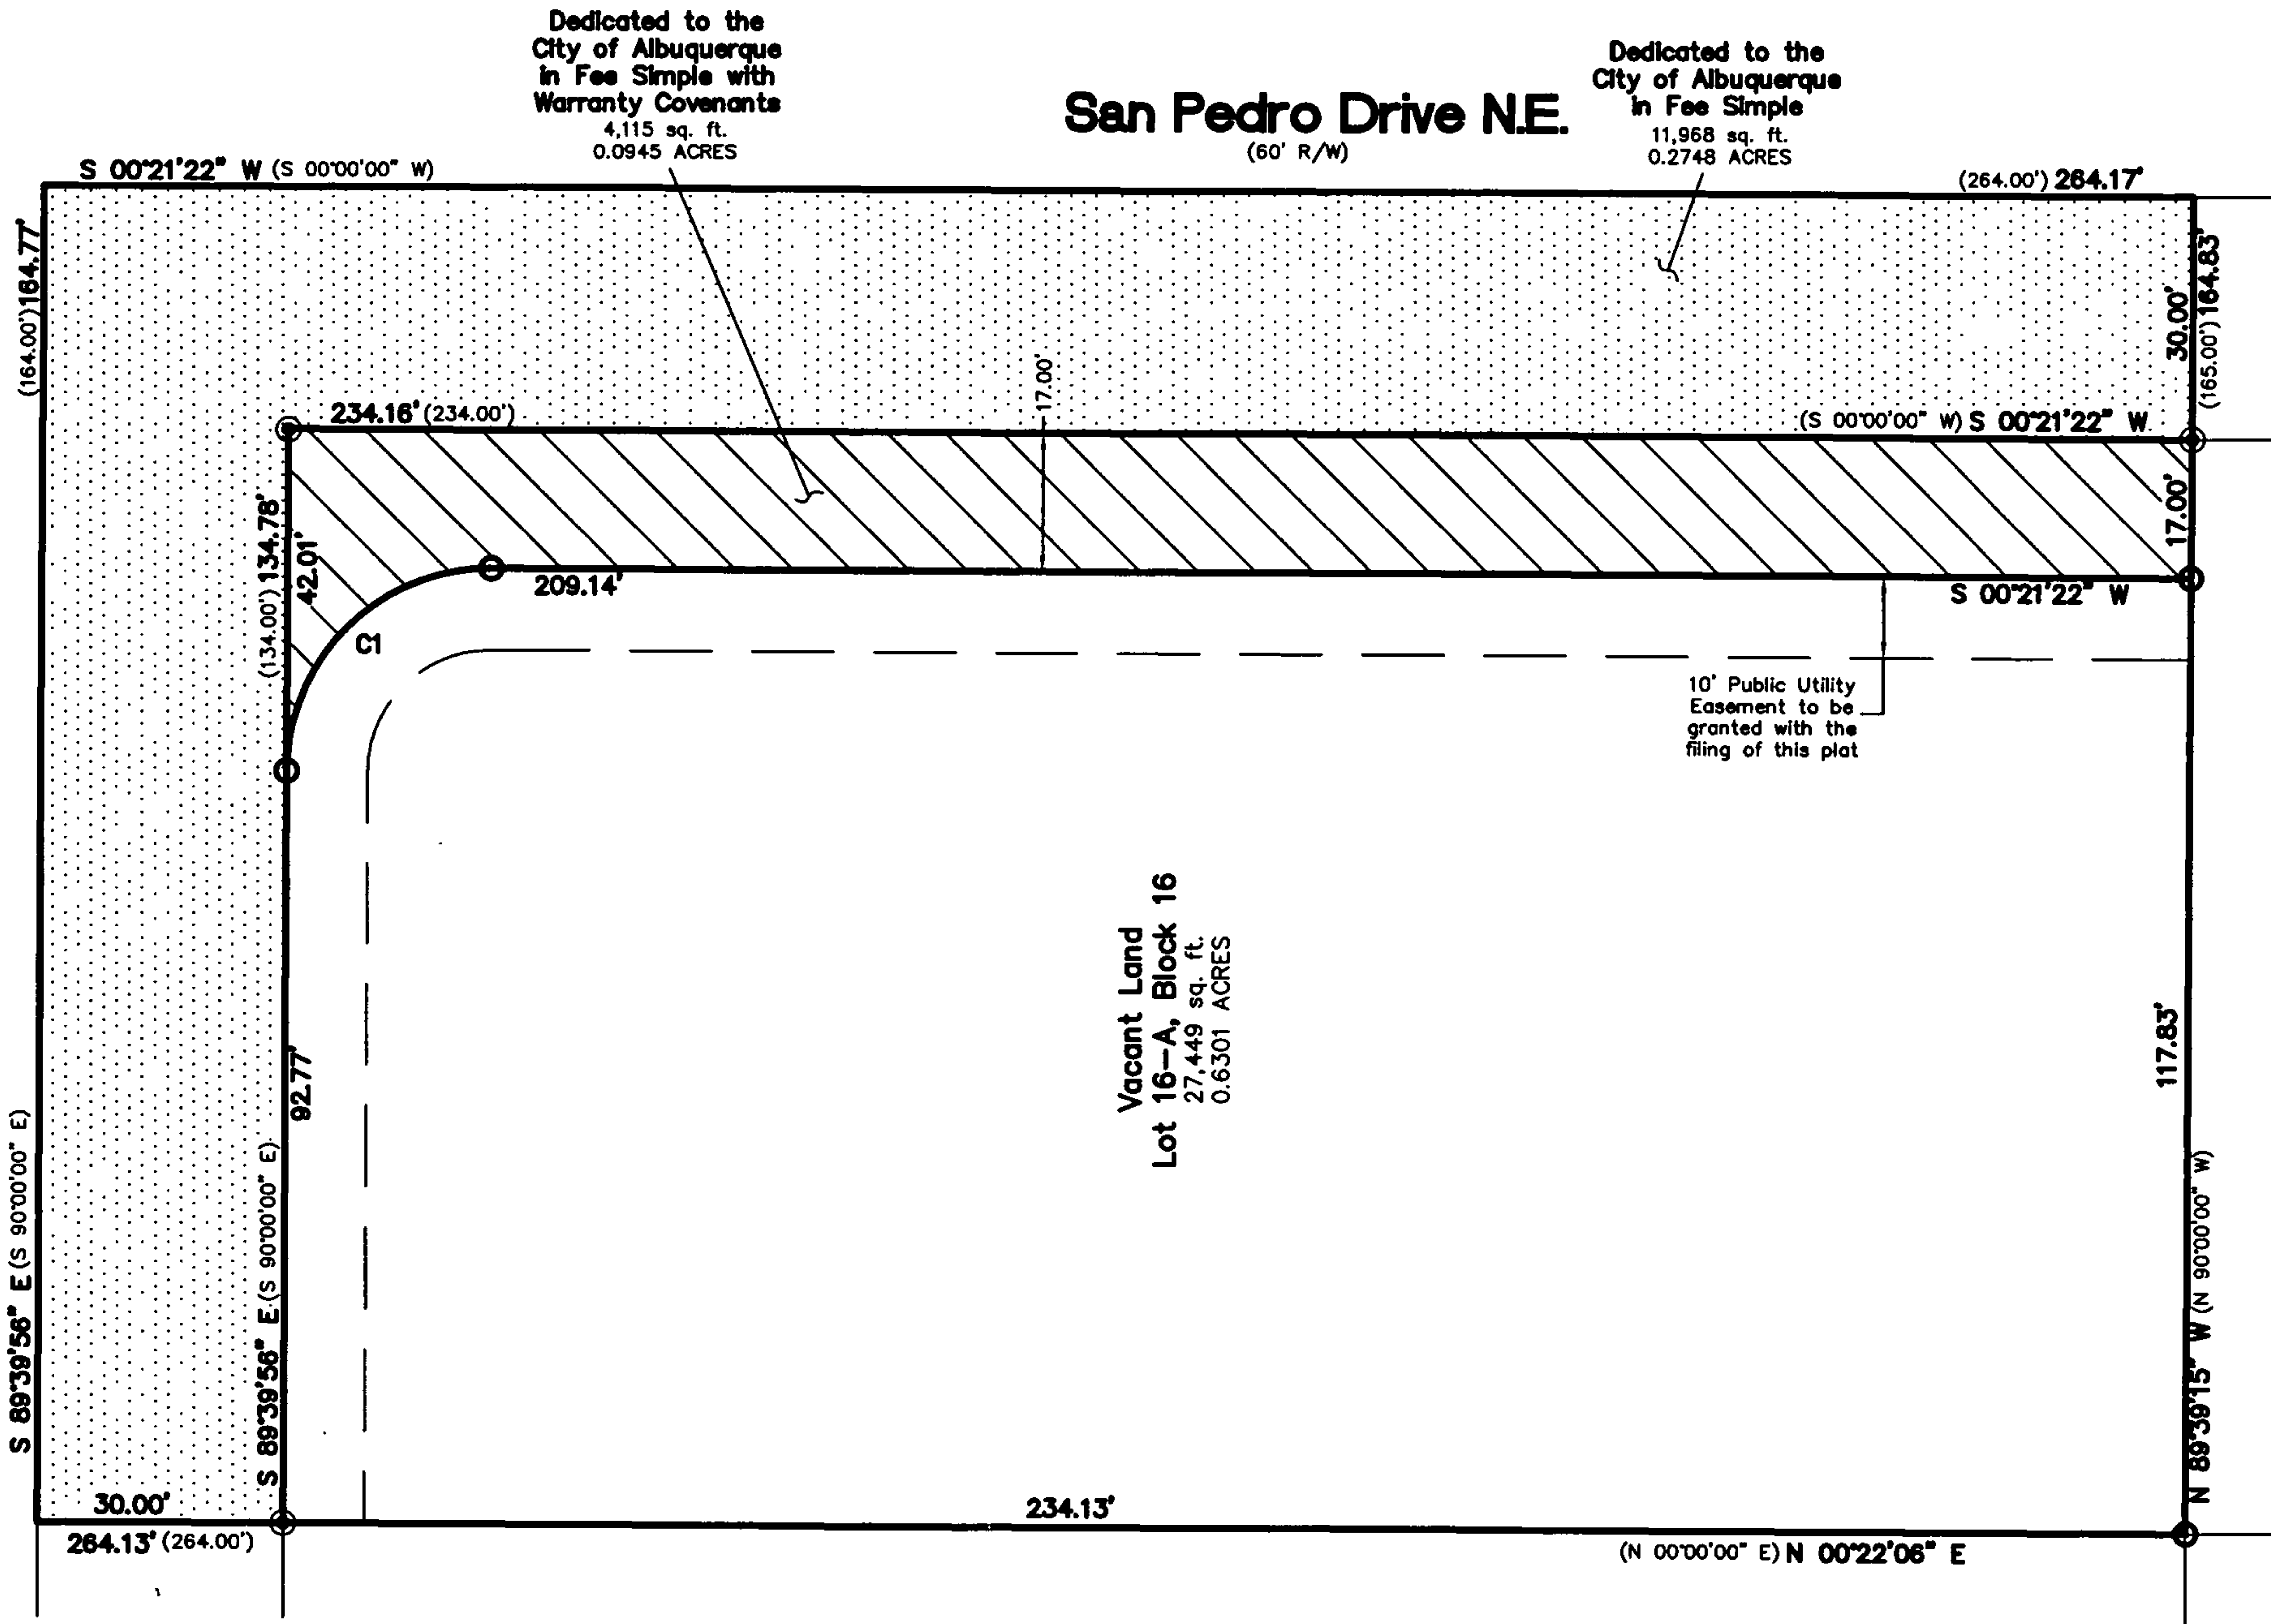 Dedicated to the
City of Albuquerque
in Fee Simple with
Warranty Covenants
4,115 sq. ft.
0.0945 ACRES
San Pedro Drive N.E.
(60' R/W)
Dedicated to the
City of Albuquerque
in Fee Simple
11,968 sq. ft.
0.2748 ACRES
S 00°21'22" W (S 00°00'00" W)
(264.00') 264.17'
(164.00') 164.77'
30.00'
(165.00') 164.83'
17.00'
234.16' (234.00')
(S 00°00'00" W) S 00°21'22" W
(134.00') 134.78'
42.01'
17.00'
209.14'
S 00°21'22" W
C1
10' Public Utility
Easement to be
granted with the
filing of this plat
Vacant Land
Lot 16-A, Block 16
27,449 sq. ft.
0.6301 ACRES
92.77'
117.83'
S 89°39'56" E (S 90°00'00" E)
S 89°39'56" E (S 90°00'00" E)
N 89°39'15" W (N 90°00'00" W)
30.00'
234.13'
264.13' (264.00')
(N 00°00'00" E) N 00°22'06" E